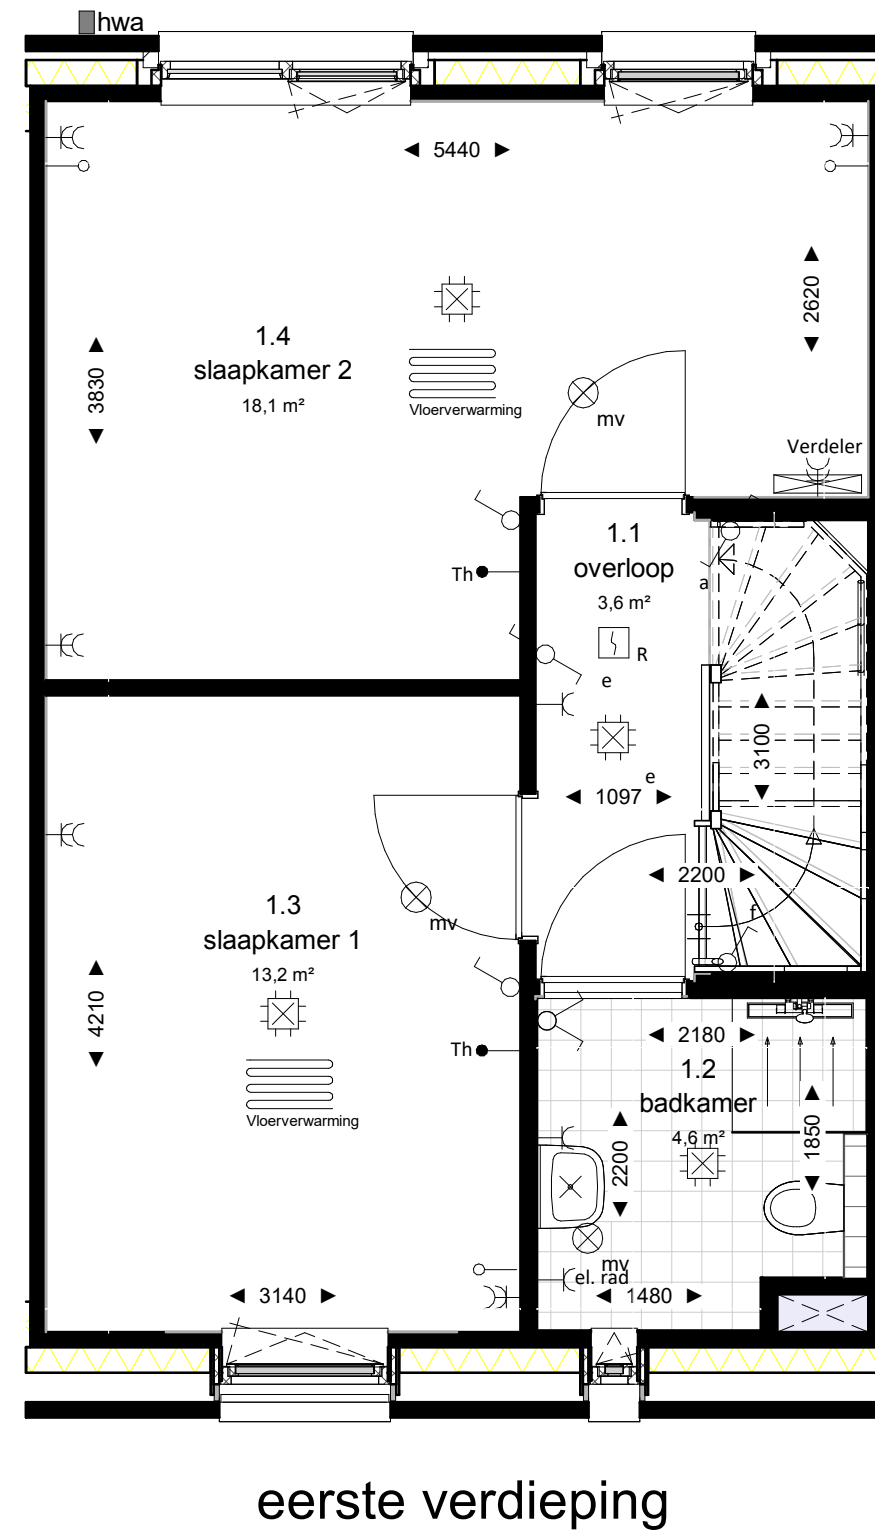 hwa
5440
2620
1.4
slaapkamer 2
18,1 m²
3830
Vloerverwarming
mv
Verdeler
1.1
overloop
3,6 m²
a
Th
R
e
3100
e
1097
2200
f
1.3
slaapkamer 1
13,2 m²
mv
4210
Th
Vloerverwarming
2180
1.2
badkamer
4,6 m²
1850
2200
mv
el. rad
3140
1480
eerste verdieping